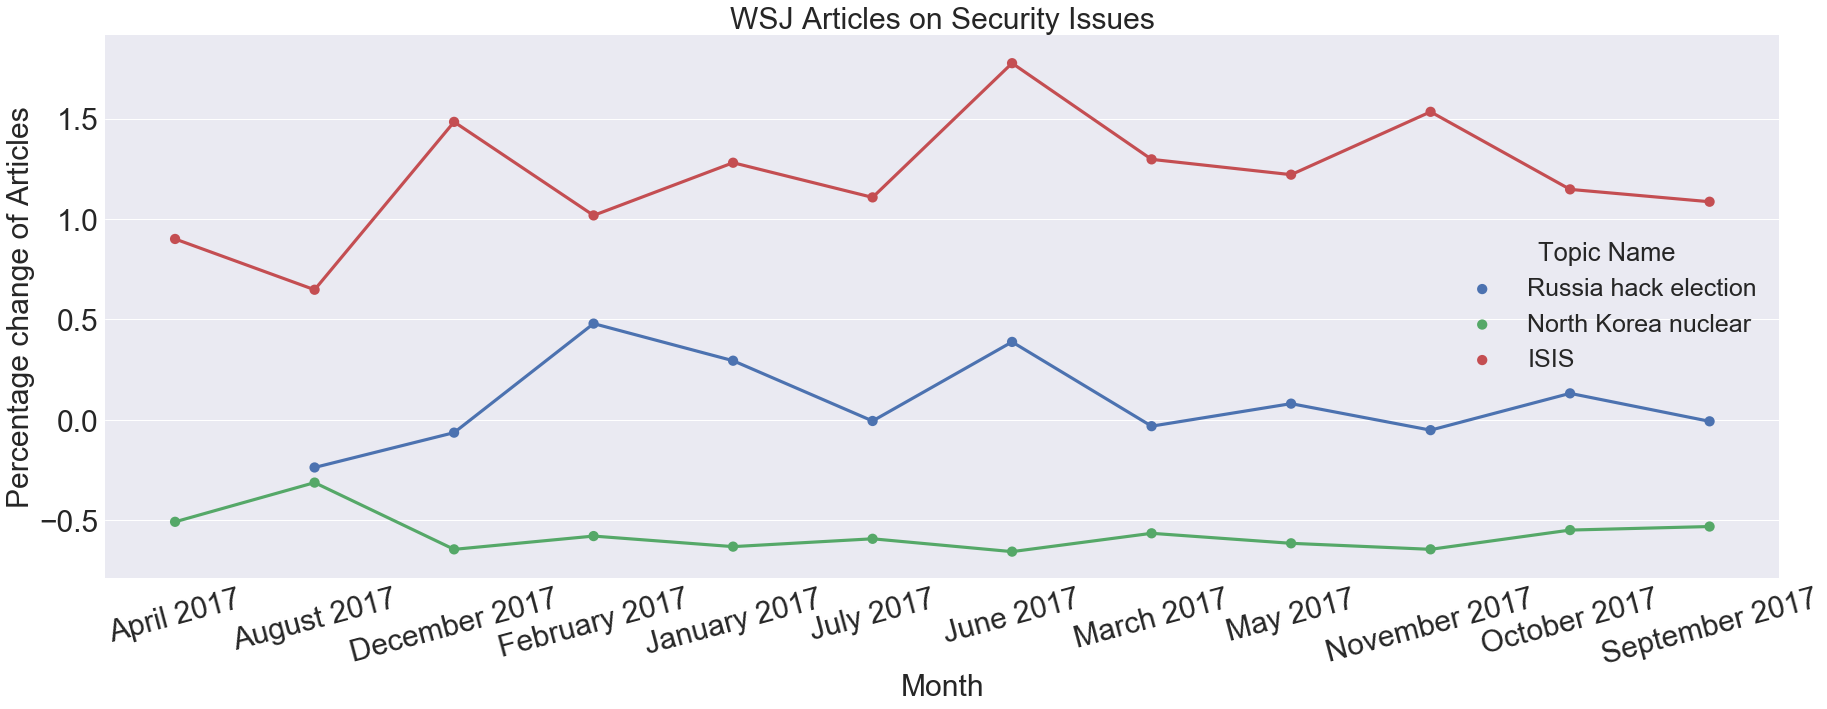 WSJ Articles on Security Issues
Percentage change of Articles
1.5
1.0
0.5
0.0
−0.5
Topic Name
Russia hack election
North Korea nuclear
ISIS
April 2017
August 2017
December 2017
February 2017
January 2017
July 2017
June 2017
March 2017
May 2017
November 2017
October 2017
September 2017
Month